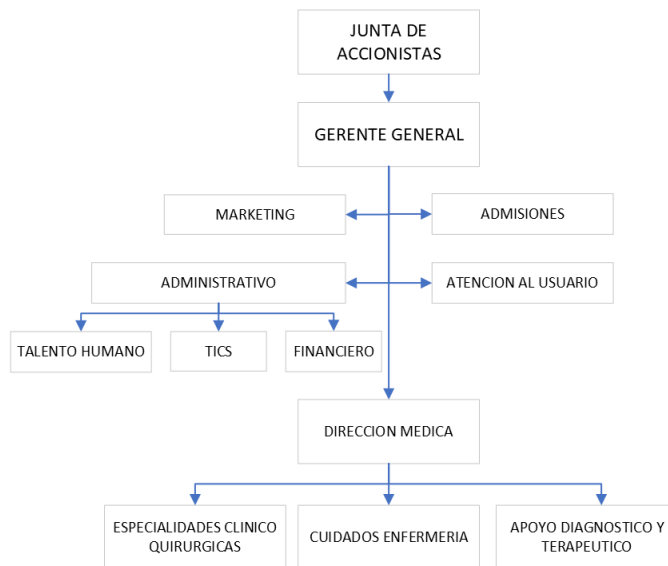 JUNTA DE
ACCIONISTAS
GERENTE GENERAL
MARKETING
ADMISIONES
ADMINISTRATIVO
ATENCION AL USUARIO
TALENTO HUMANO
TICS
FINANCIERO
DIRECCION MEDICA
ESPECIALIDADES CLINICO
QUIRURGICAS
CUIDADOS ENFERMERIA
APOYO DIAGNOSTICO Y
TERAPEUTICO